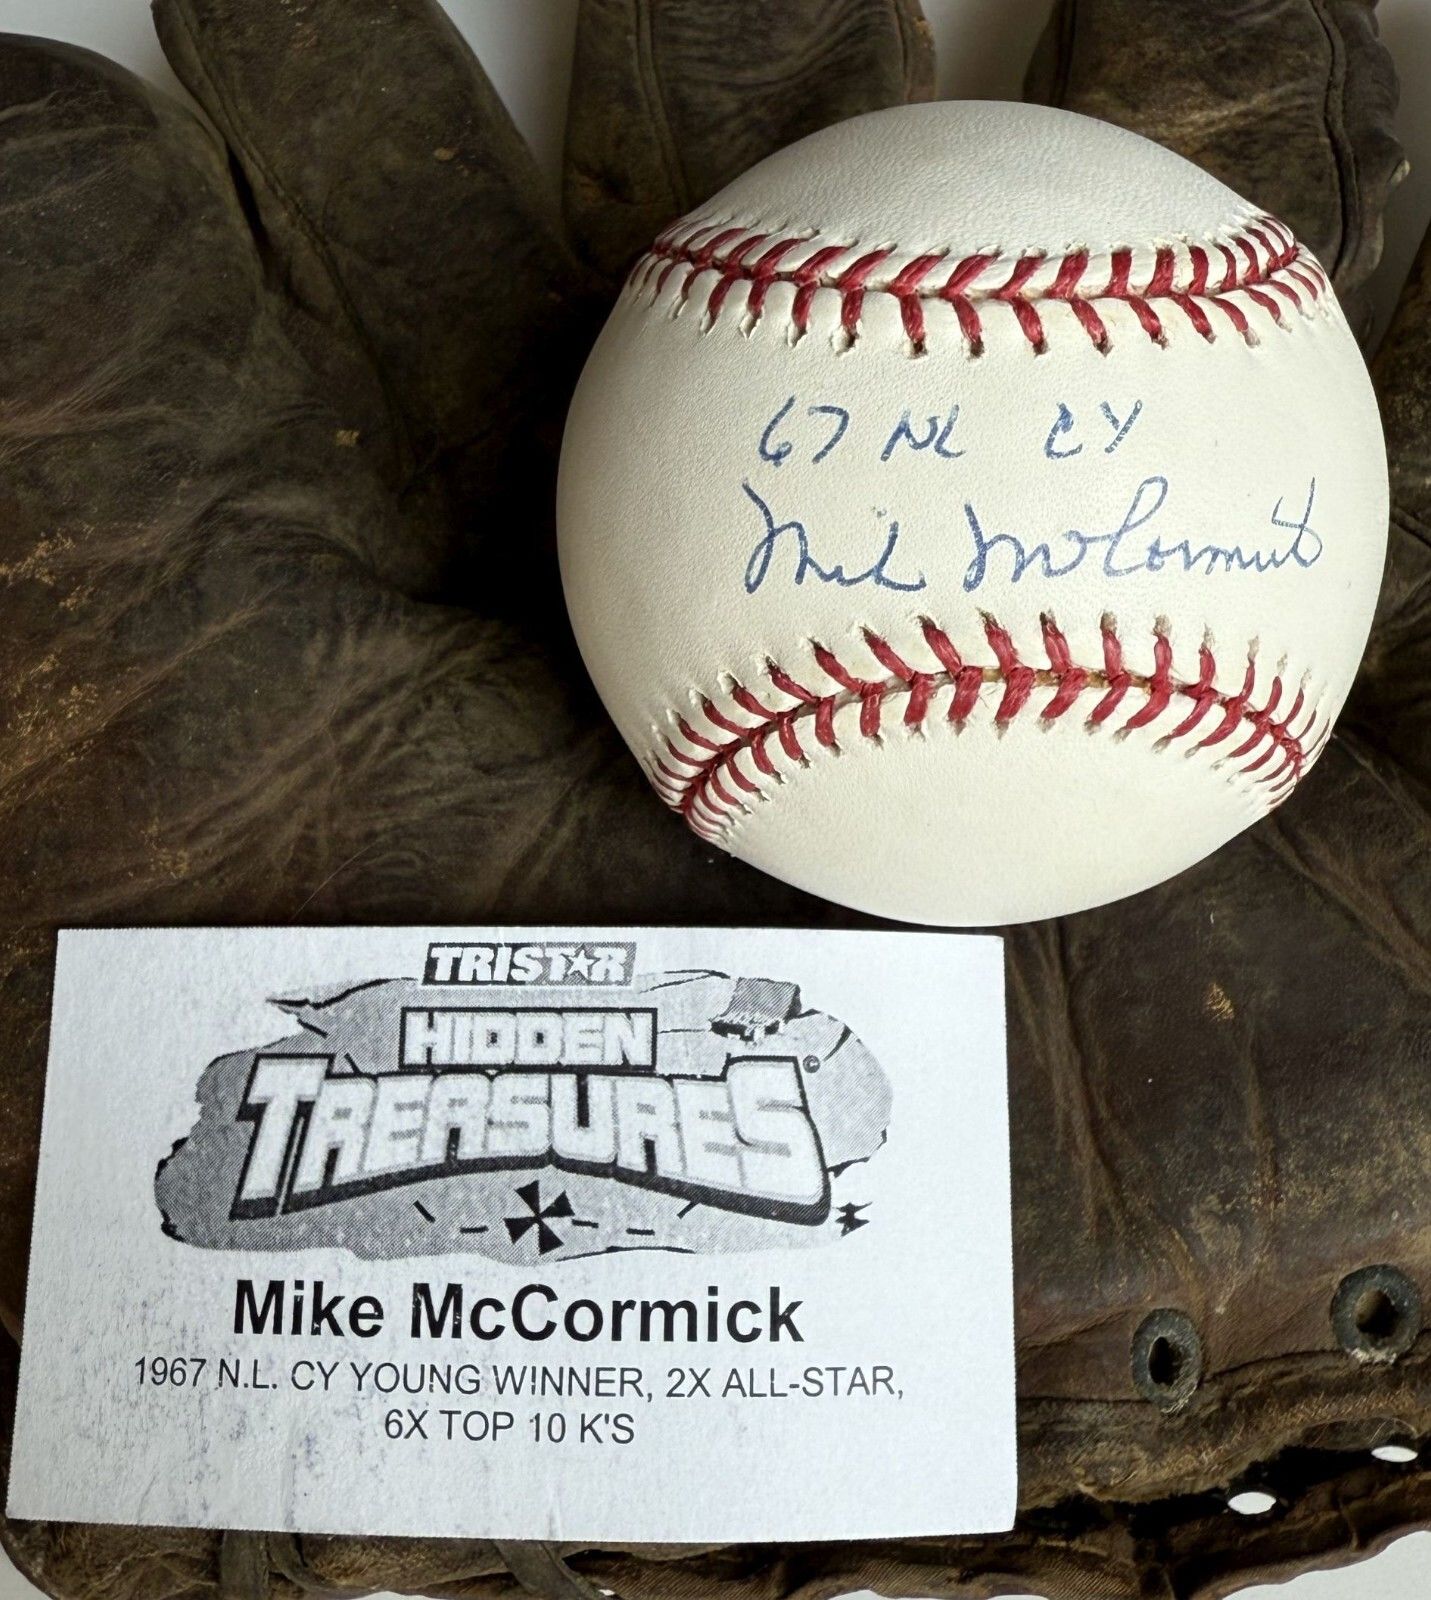 67 NL CY
Mike McCormick
TRISTAR
HIDDEN
TREASURES ©
Mike McCormick
1967 N.L. CY YOUNG WINNER, 2X ALL-STAR,
6X TOP 10 K'S